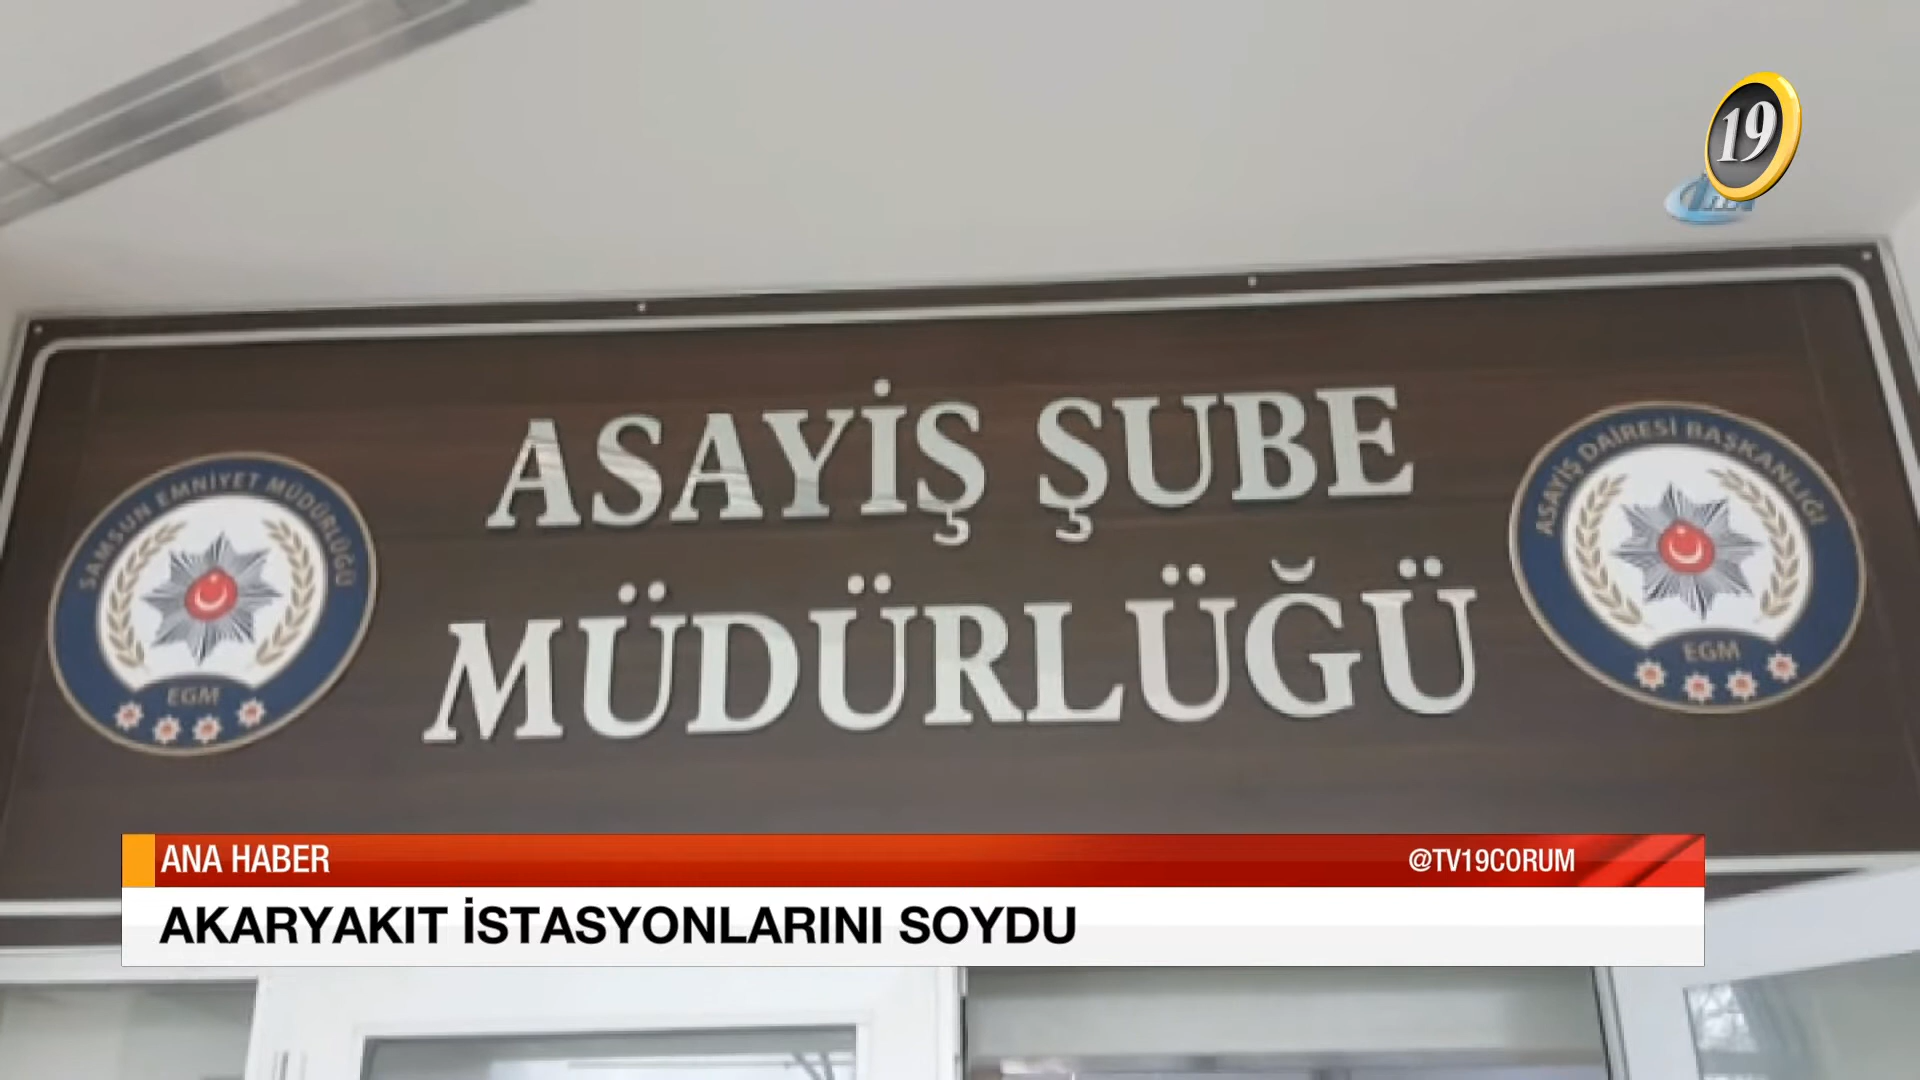 19
ASAYİŞ ŞUBE
MÜDÜRLÜĞÜ
SAMSUN EMNİYET MÜDÜRLÜĞÜ
EGM
ASAYİŞ DAİRESİ BAŞKANLIĞI
EGM
ANA HABER
@TV19CORUM
AKARYAKIT İSTASYONLARINI SOYDU